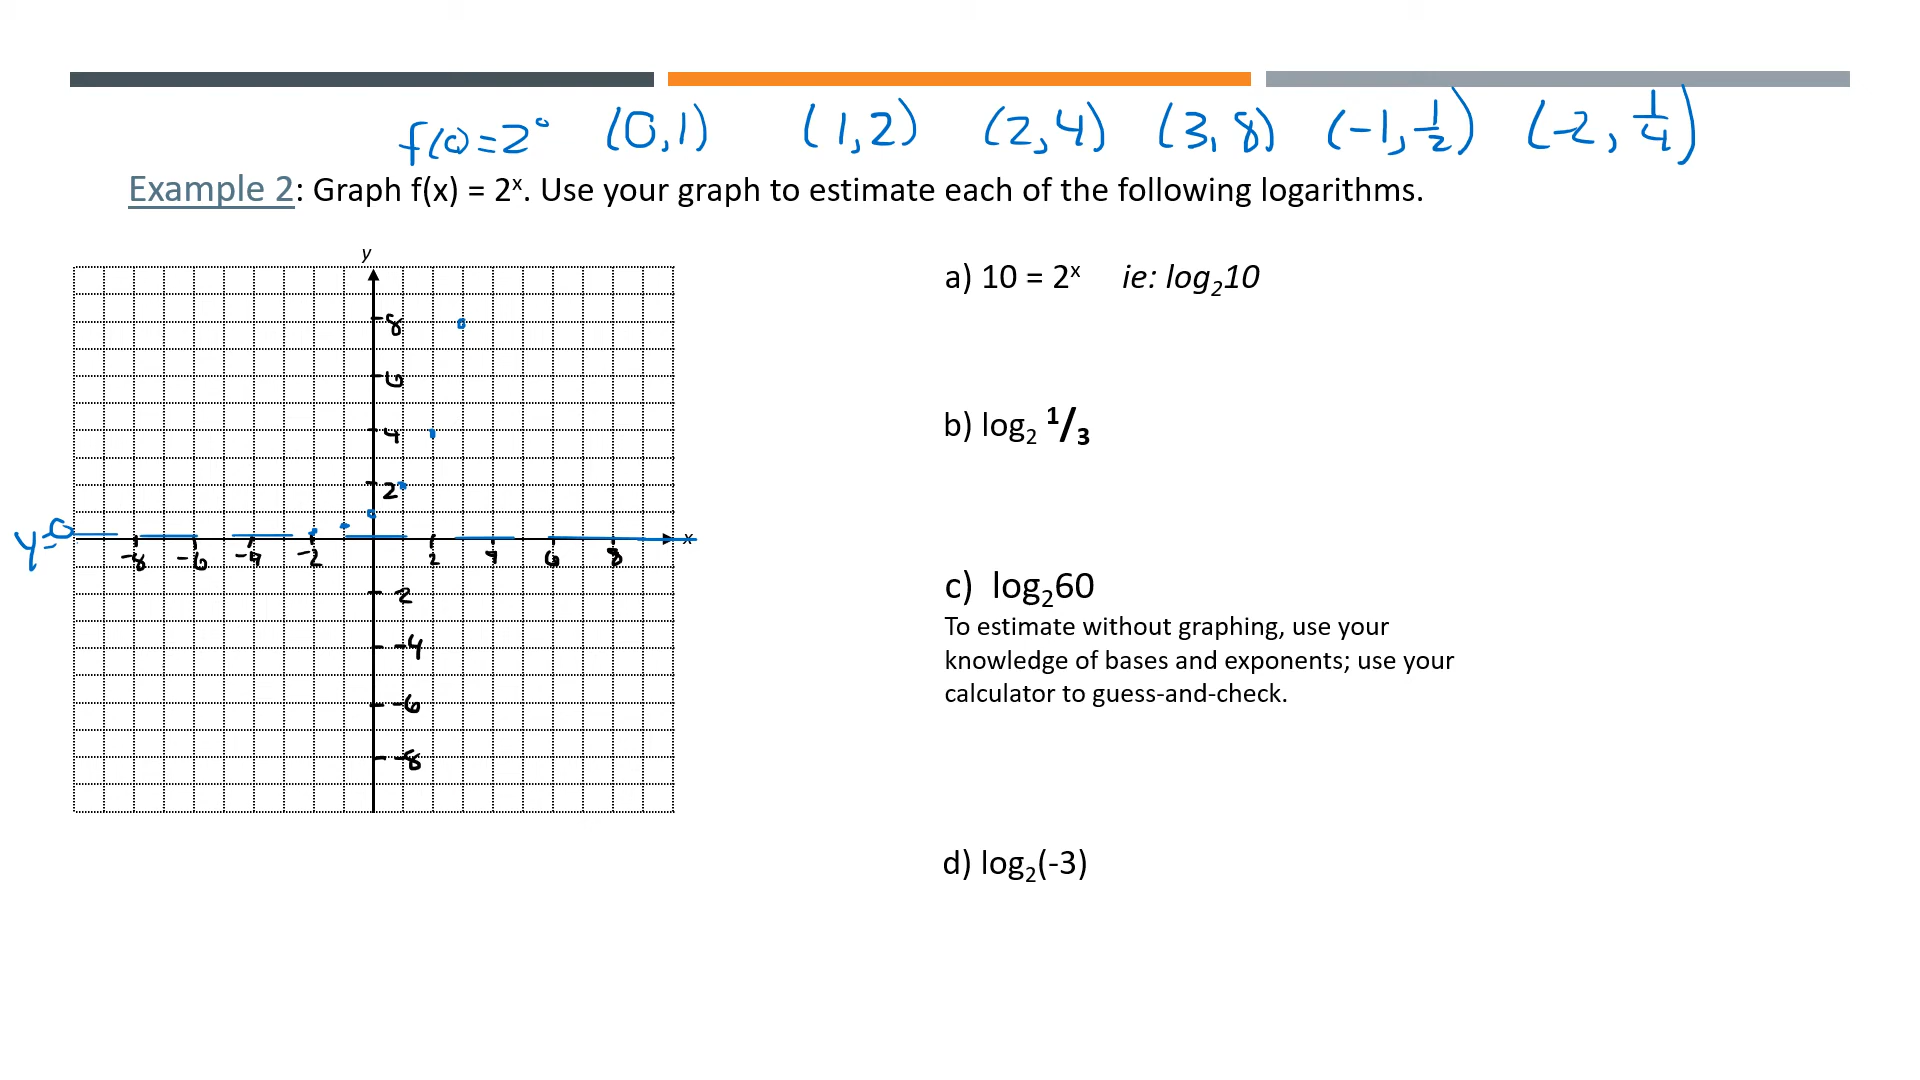 f(0)=2⁰ (0,1) (1,2) (2,4) (3,8) (-1,1/2) (-2,1/4)
Example 2: Graph f(x) = 2ˣ. Use your graph to estimate each of the following logarithms.
y
8
6
4
2
y=0
x
-8 -6 -4 -2 2 4 6 8
-2
-4
-6
-8
a) 10 = 2ˣ ie: log₂10
b) log₂ ¹/₃
c) log₂60
To estimate without graphing, use your
knowledge of bases and exponents; use your
calculator to guess-and-check.
d) log₂(-3)